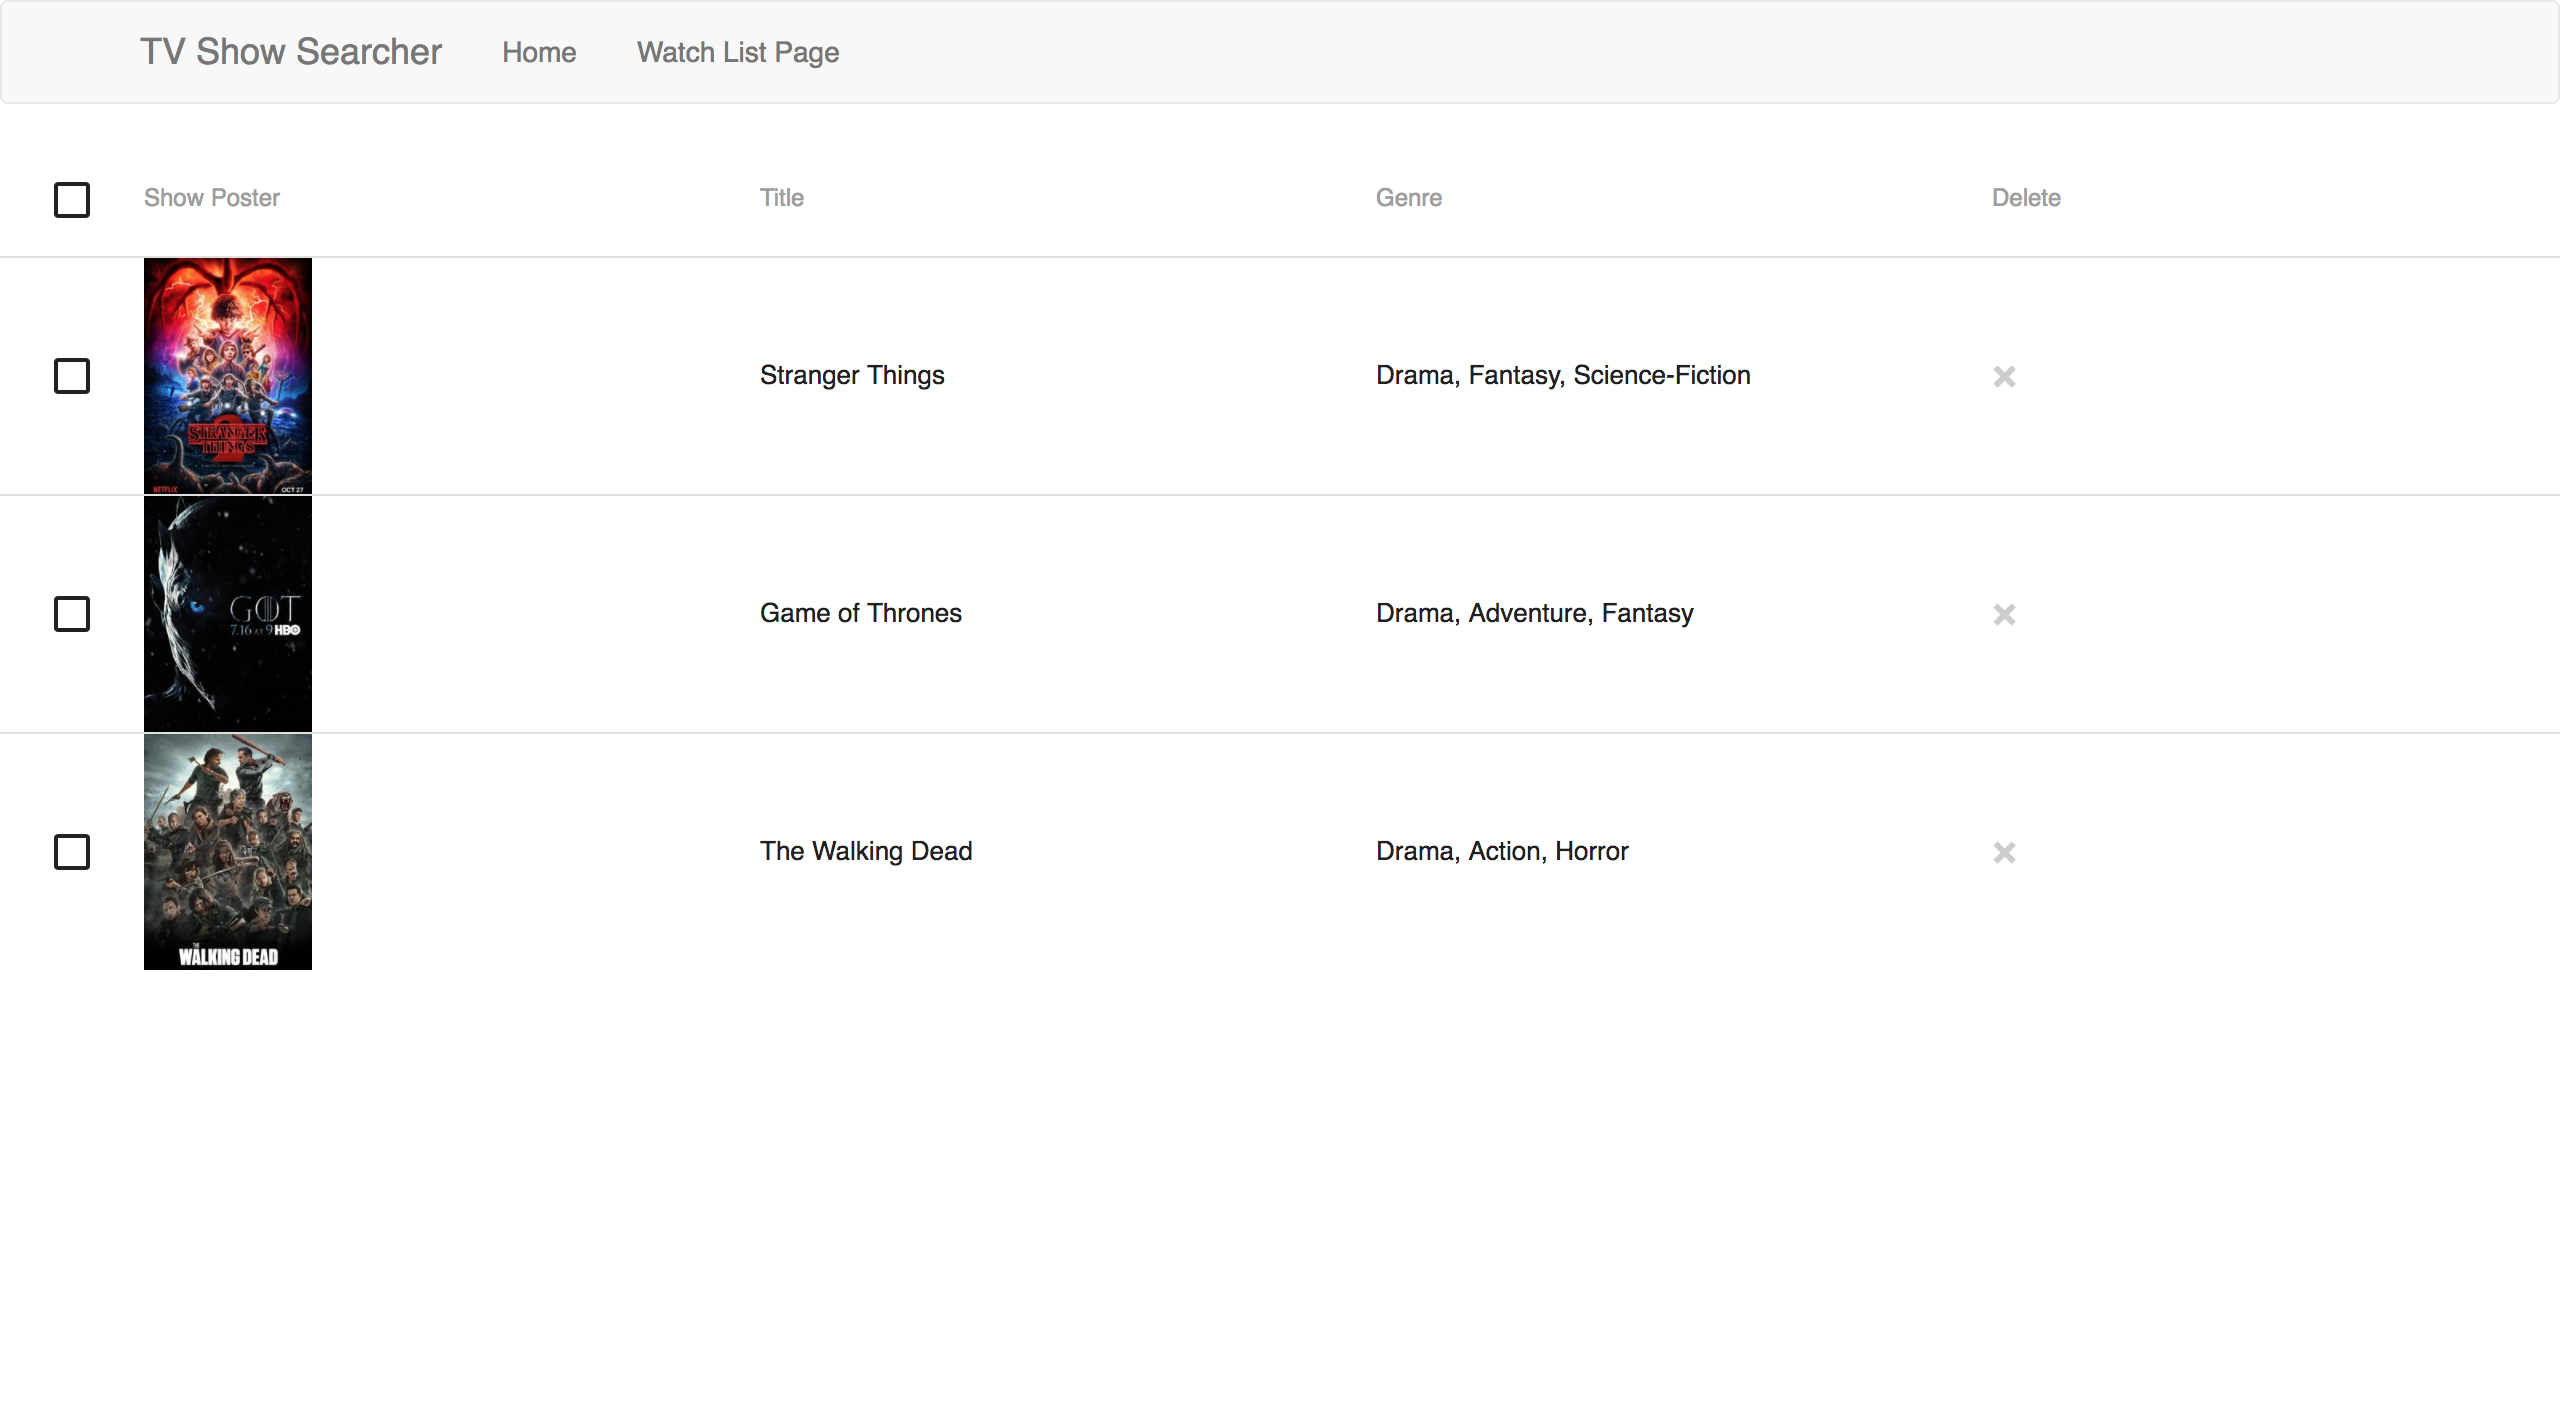 TV Show Searcher Home Watch List Page
Show Poster Title Genre Delete
STRANGER
THINGS
2
NETFLIX OCT 27
Stranger Things Drama, Fantasy, Science-Fiction
GOT
7.16 AT 9 HBO
Game of Thrones Drama, Adventure, Fantasy
THE
WALKING DEAD
The Walking Dead Drama, Action, Horror